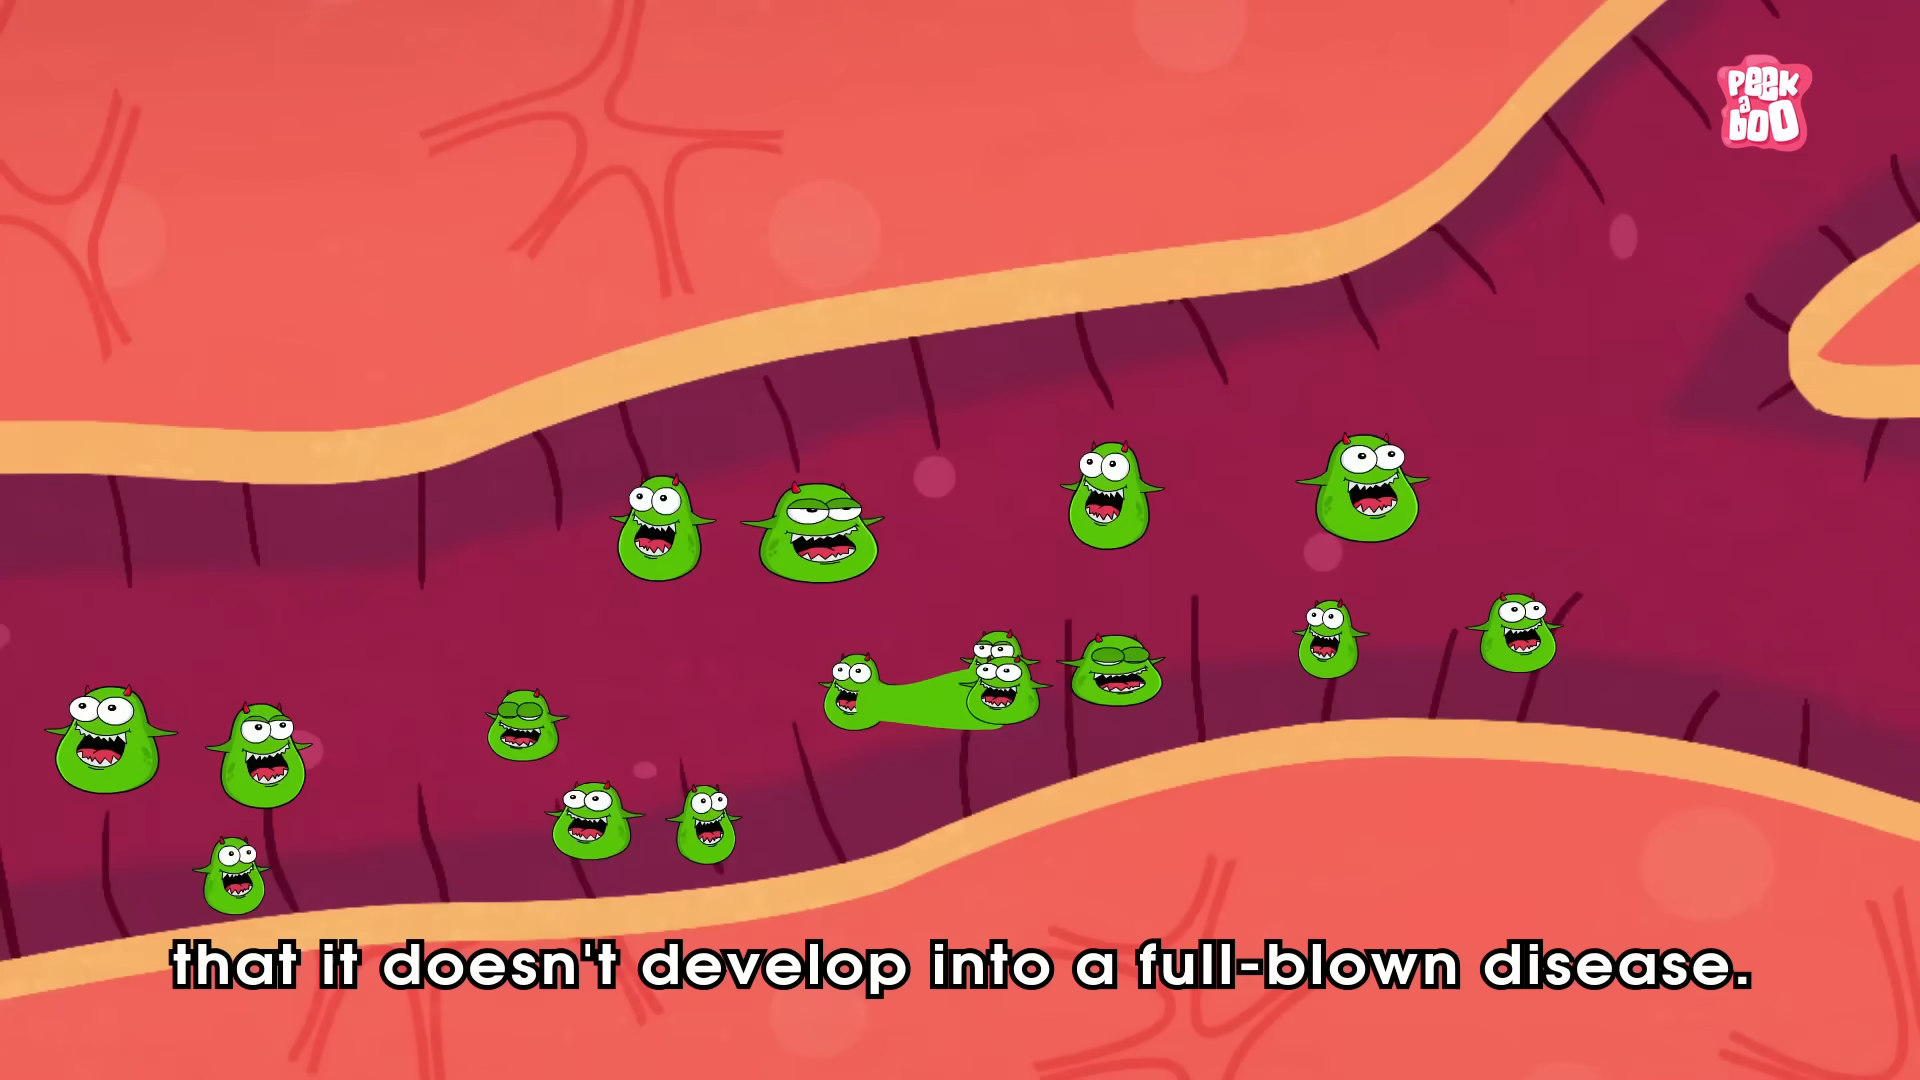 Peek
a
boo
that it doesn't develop into a full-blown disease.